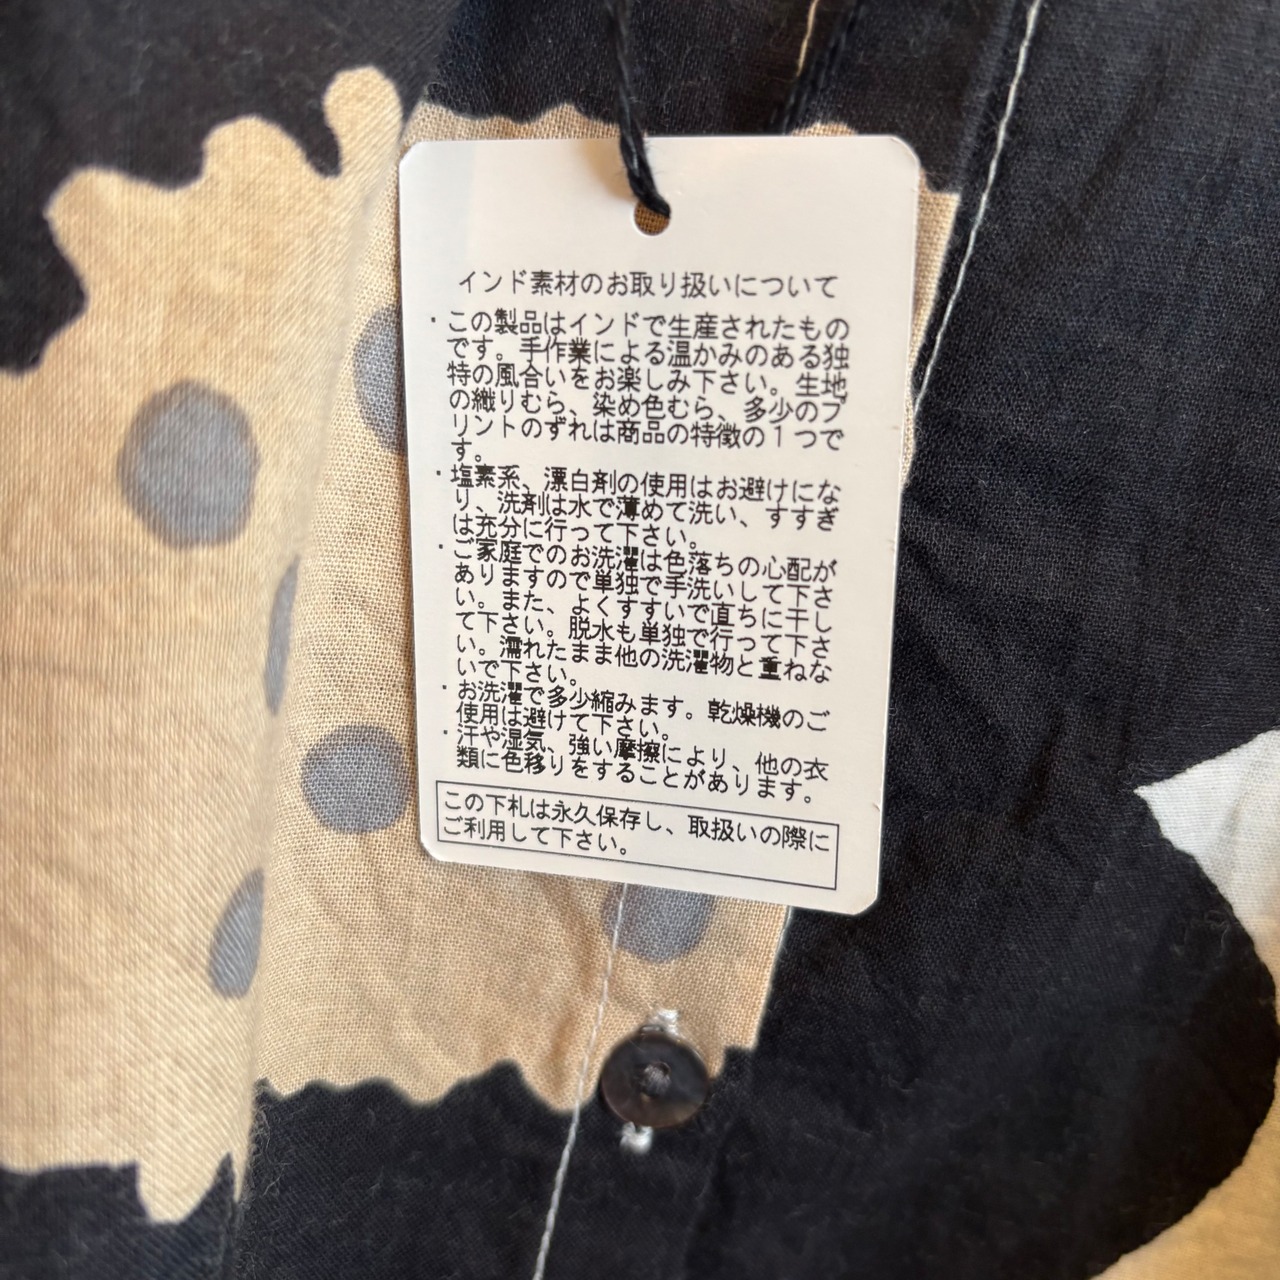 インド素材のお取り扱いについて
・この製品はインドで生産されたもの
です。手作業による温かみのある独
特の風合いをお楽しみ下さい。生地
の織りむら、染め色むら、多少のプ
リントのずれは商品の特徴の1つで
す。
・塩素系、漂白剤の使用はお避けにな
り、洗剤は水で薄めて洗い、すすぎ
は充分に行って下さい。
・ご家庭でのお洗濯は色落ちの心配が
ありますので単独で手洗いして下さ
い。また、よくすすいで直ちに干し
て下さい。脱水も単独で行って下さ
い。濡れたまま他の洗濯物と重ねな
いで下さい。
・お洗濯で多少縮みます。乾燥機のご
使用は避けて下さい。
・汗や湿気、強い摩擦により、他の衣
類に色移りをすることがあります。
この下札は永久保存し、取扱いの際に
ご利用して下さい。